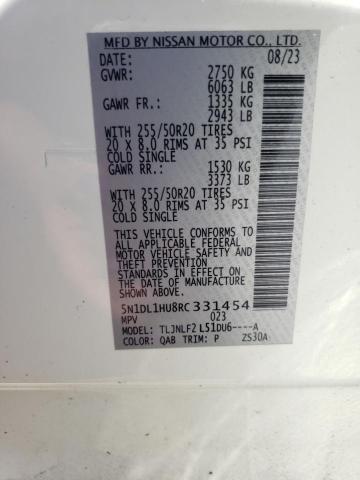 MFD BY NISSAN MOTOR CO., LTD.
DATE: 08/23
GVWR: 2750 KG
6063 LB
GAWR FR.: 1335 KG
2943 LB
WITH 255/50R20 TIRES
20 X 8.0 RIMS AT 35 PSI
COLD SINGLE
GAWR RR.: 1530 KG
3373 LB
WITH 255/50R20 TIRES
20 X 8.0 RIMS AT 35 PSI
COLD SINGLE
THIS VEHICLE CONFORMS TO
ALL APPLICABLE FEDERAL
MOTOR VEHICLE SAFETY,
BUMPER, AND THEFT PREVENTION
STANDARDS IN EFFECT ON
THE DATE OF MANUFACTURE
SHOWN ABOVE.
5N1DL1HU8RC331454
MPV 023
MODEL: TLJNLF2 L51DU6----A
COLOR: QAB TRIM: P ZS30A